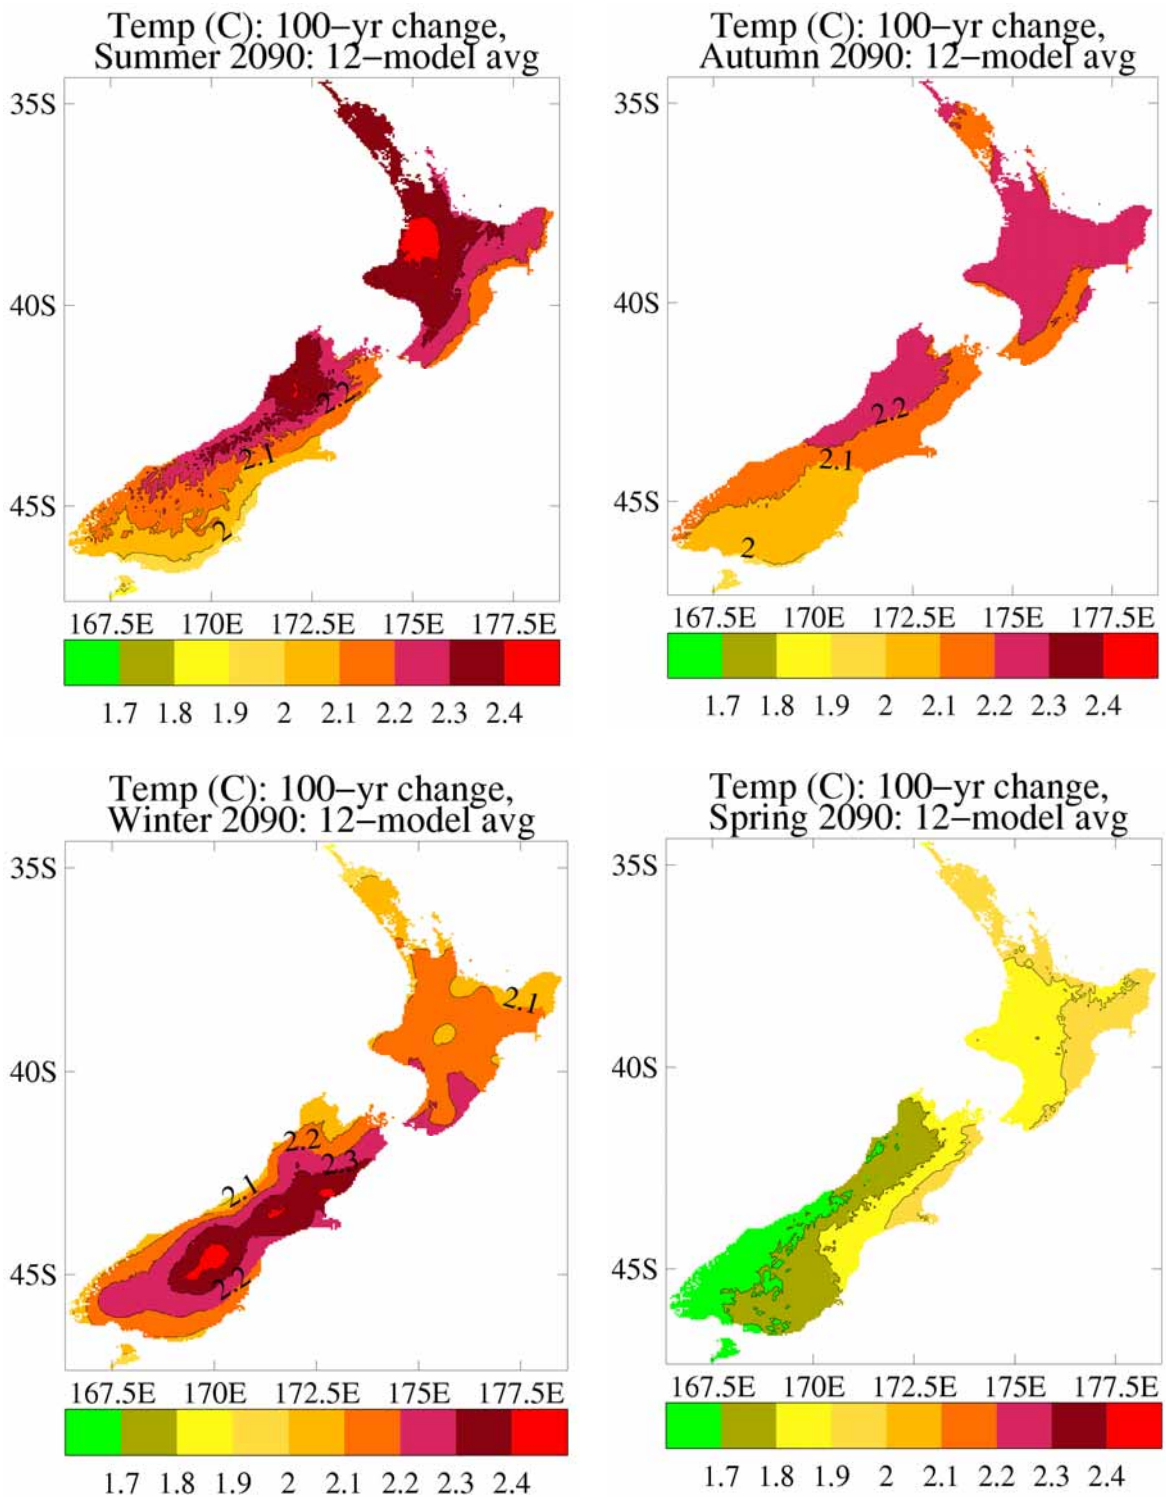 Temp (C): 100−yr change,
Summer 2090: 12−model avg
35S
40S
45S
2.2
2.1
2
167.5E 170E 172.5E 175E 177.5E
1.7 1.8 1.9 2 2.1 2.2 2.3 2.4
Temp (C): 100−yr change,
Autumn 2090: 12−model avg
35S
40S
45S
2.2
2.1
2
167.5E 170E 172.5E 175E 177.5E
1.7 1.8 1.9 2 2.1 2.2 2.3 2.4
Temp (C): 100−yr change,
Winter 2090: 12−model avg
35S
2.1
40S
2.2
2.3
2.1
45S
2.2
167.5E 170E 172.5E 175E 177.5E
1.7 1.8 1.9 2 2.1 2.2 2.3 2.4
Temp (C): 100−yr change,
Spring 2090: 12−model avg
35S
40S
45S
167.5E 170E 172.5E 175E 177.5E
1.7 1.8 1.9 2 2.1 2.2 2.3 2.4